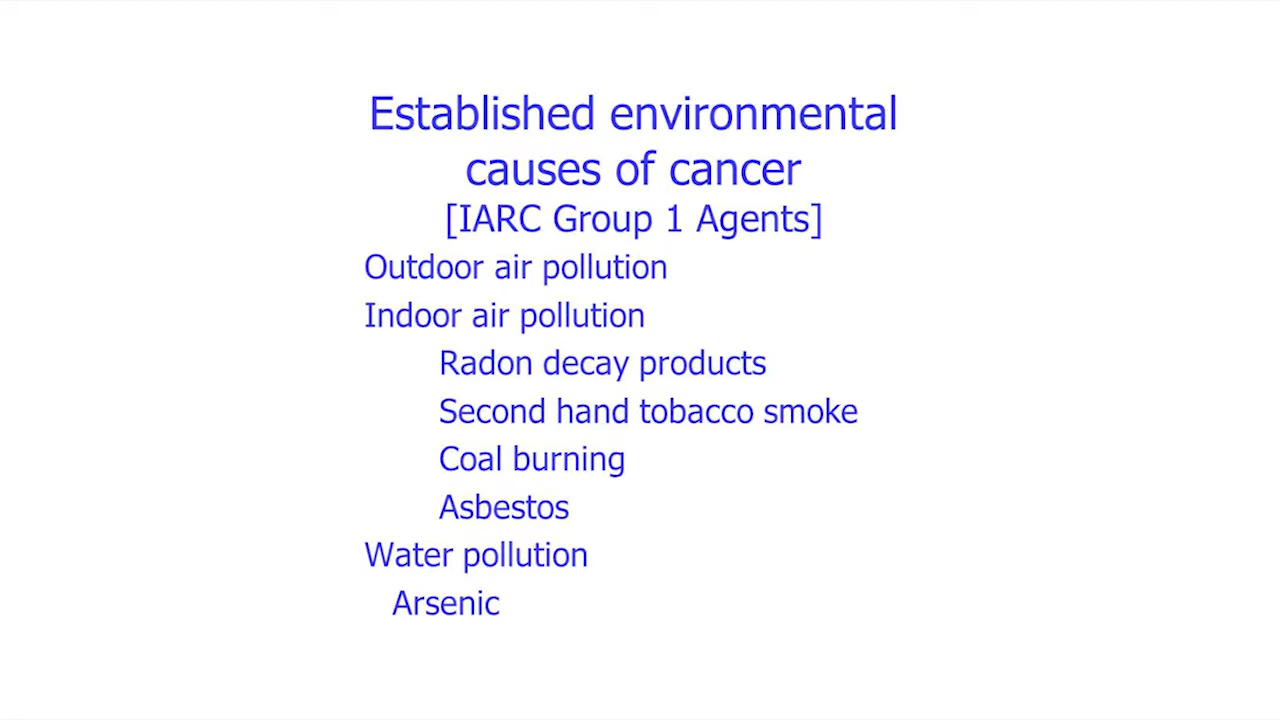 Established environmental
causes of cancer
[IARC Group 1 Agents]
Outdoor air pollution
Indoor air pollution
Radon decay products
Second hand tobacco smoke
Coal burning
Asbestos
Water pollution
Arsenic